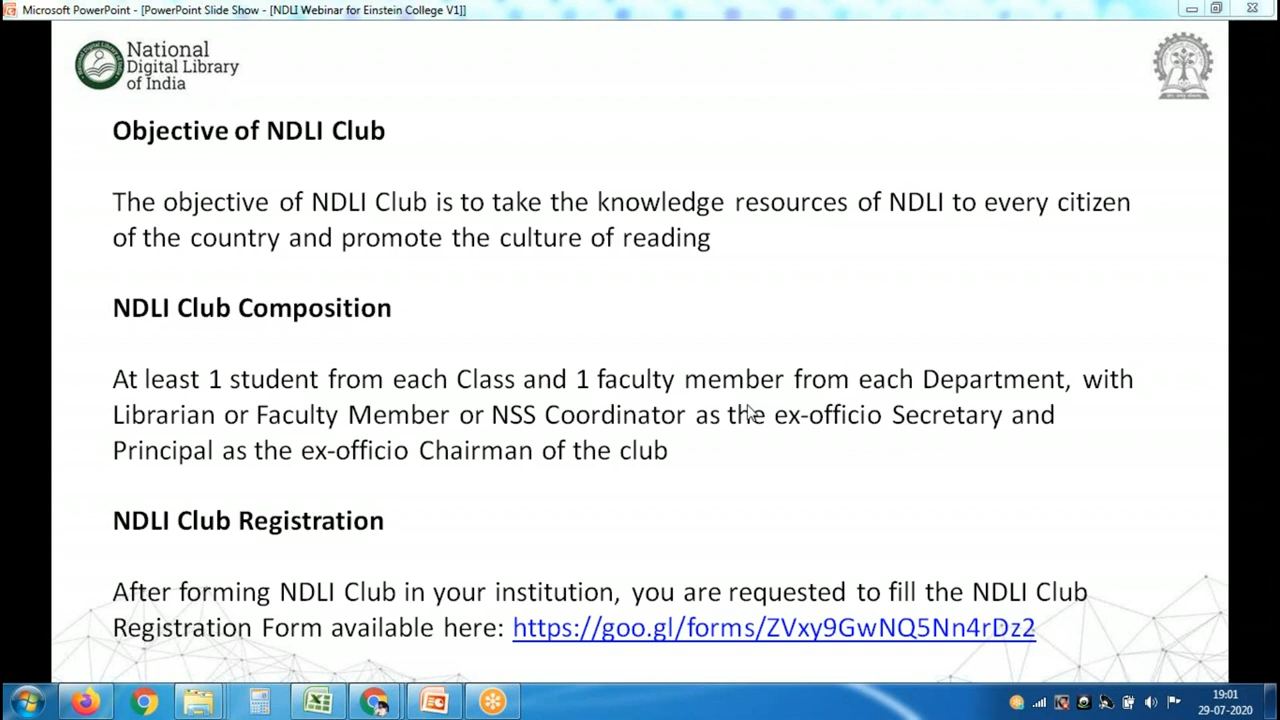 Microsoft PowerPoint - [PowerPoint Slide Show - [NDLI Webinar for Einstein College V1]]
National
Digital Library
of India
Objective of NDLI Club
The objective of NDLI Club is to take the knowledge resources of NDLI to every citizen
of the country and promote the culture of reading
NDLI Club Composition
At least 1 student from each Class and 1 faculty member from each Department, with
Librarian or Faculty Member or NSS Coordinator as the ex-officio Secretary and
Principal as the ex-officio Chairman of the club
NDLI Club Registration
After forming NDLI Club in your institution, you are requested to fill the NDLI Club
Registration Form available here: https://goo.gl/forms/ZVxy9GwNQ5Nn4rDz2
19:01
29-07-2020